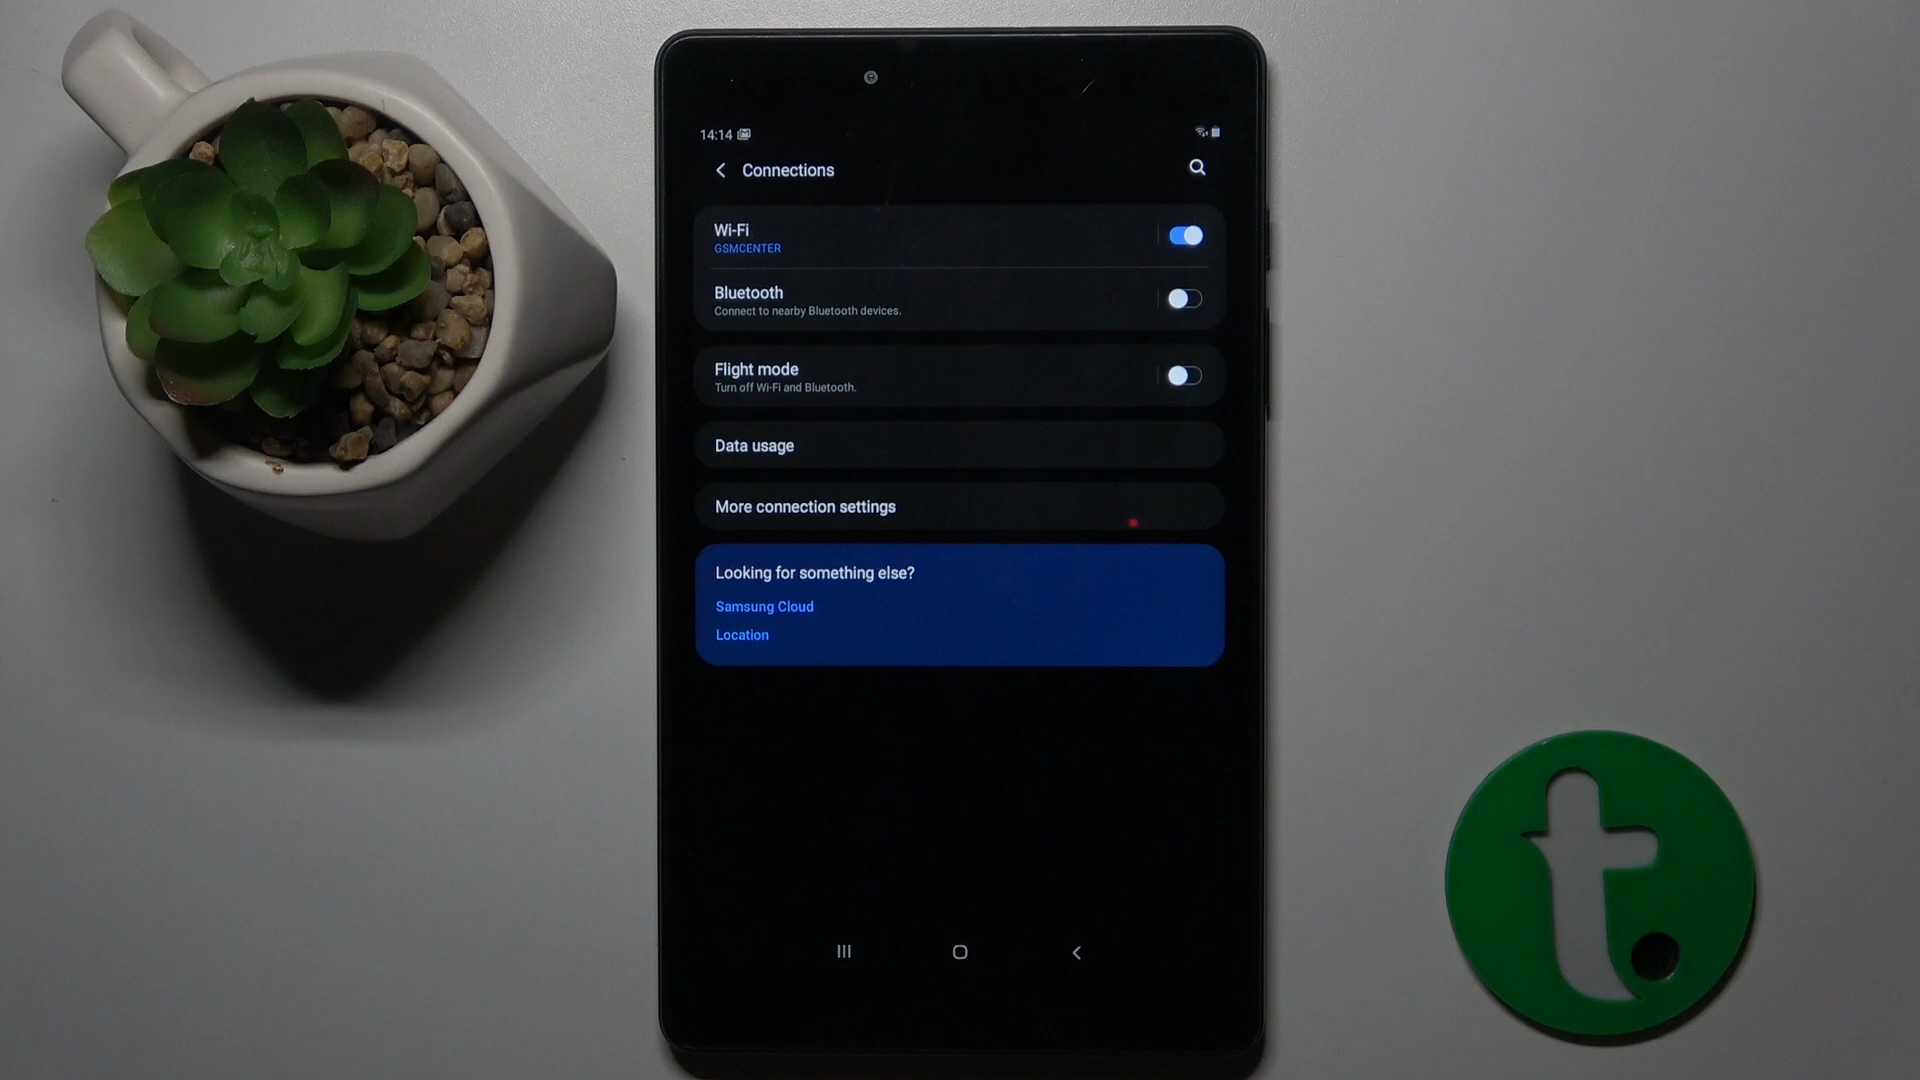 14:14
Connections
Wi-Fi
GSMCENTER
Bluetooth
Connect to nearby Bluetooth devices.
Flight mode
Turn off Wi-Fi and Bluetooth.
Data usage
More connection settings
Looking for something else?
Samsung Cloud
Location
t.